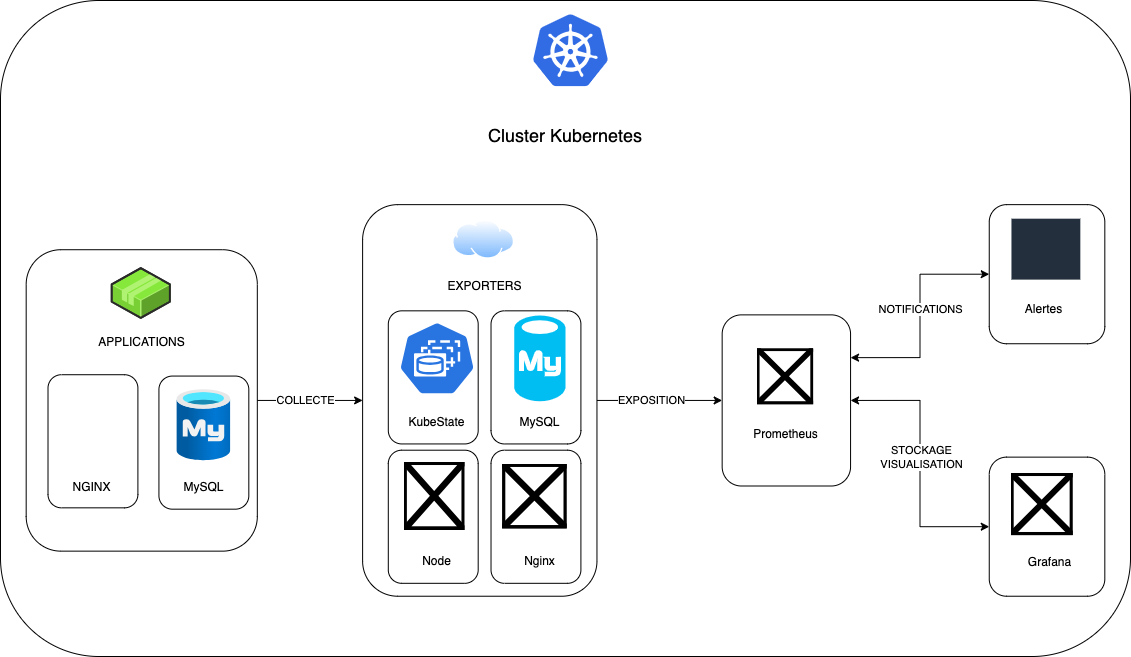 Cluster Kubernetes
APPLICATIONS
NGINX
My
MySQL
COLLECTE
EXPORTERS
KubeState
My
MySQL
Node
Nginx
EXPOSITION
Prometheus
NOTIFICATIONS
Alertes
STOCKAGE
VISUALISATION
Grafana